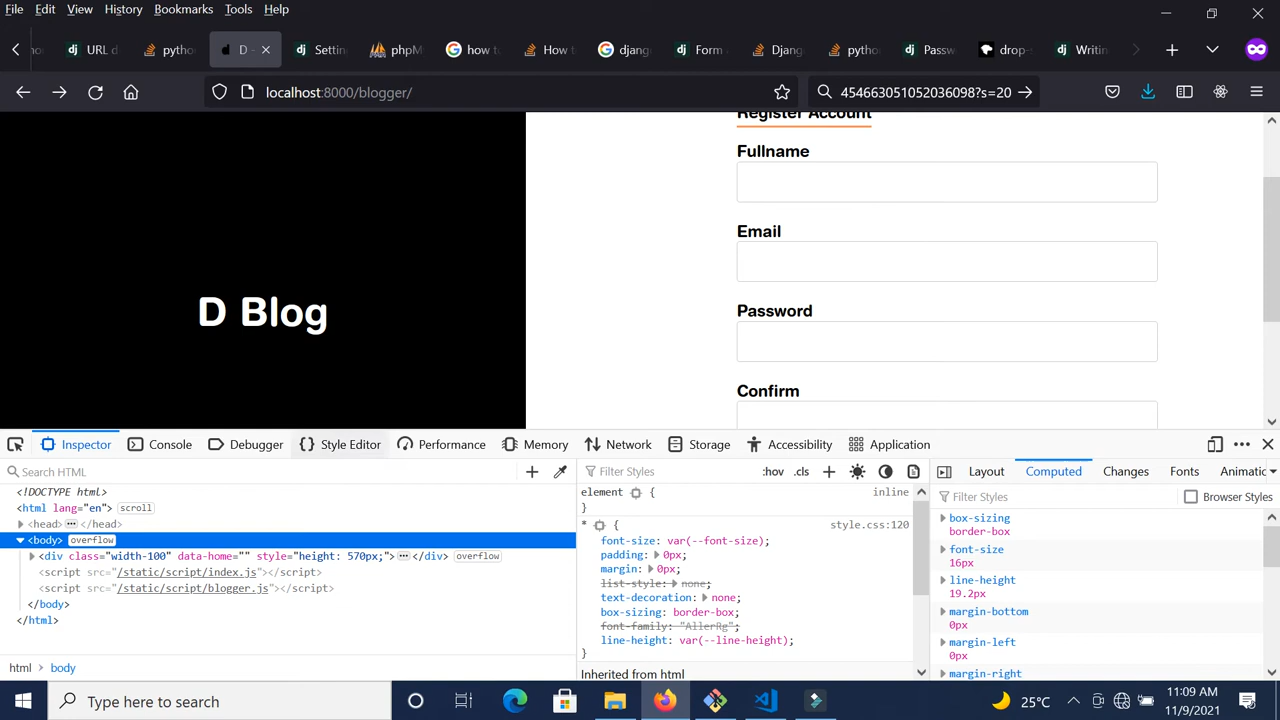 File Edit View History Bookmarks Tools Help
URL d pytho D - Setti phpM how to How t djang Form Djang pytho Passw drop- Writin
localhost:8000/blogger/ 454663051052036098?s=20
Register Account
Fullname
Email
Password
Confirm
D Blog
Inspector Console Debugger {} Style Editor Performance Memory Network Storage Accessibility Application
Search HTML
<!DOCTYPE html>
<html lang="en"> scroll
<head> </head>
<body> overflow
<div class="width-100" data-home="" style="height: 570px;"> </div> overflow
<script src="/static/script/index.js"></script>
<script src="/static/script/blogger.js"></script>
</body>
</html>
html > body
Filter Styles :hov .cls +
element { inline
}
* { style.css:120
font-size: var(--font-size);
padding: 0px;
margin: 0px;
list-style: none;
text-decoration: none;
box-sizing: border-box;
font-family: "AllerRg";
line-height: var(--line-height);
}
Inherited from html
Layout Computed Changes Fonts Animatic
Filter Styles Browser Styles
box-sizing
border-box
font-size
16px
line-height
19.2px
margin-bottom
0px
margin-left
0px
margin-right
Type here to search
25°C
11:09 AM
11/9/2021